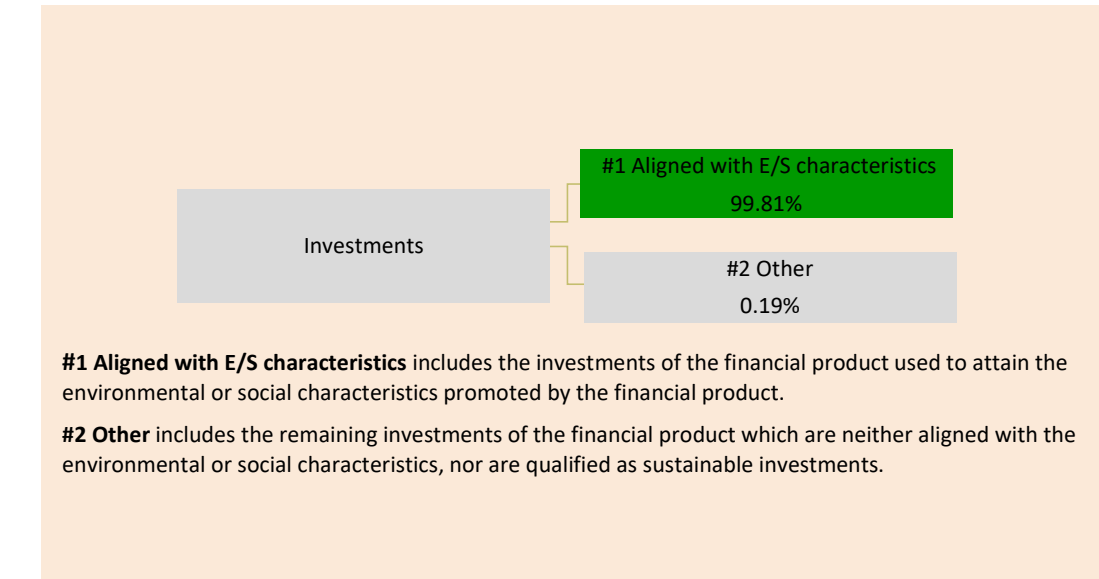 #1 Aligned with E/S characteristics
99.81%
Investments
#2 Other
0.19%
#1 Aligned with E/S characteristics includes the investments of the financial product used to attain the
environmental or social characteristics promoted by the financial product.
#2 Other includes the remaining investments of the financial product which are neither aligned with the
environmental or social characteristics, nor are qualified as sustainable investments.